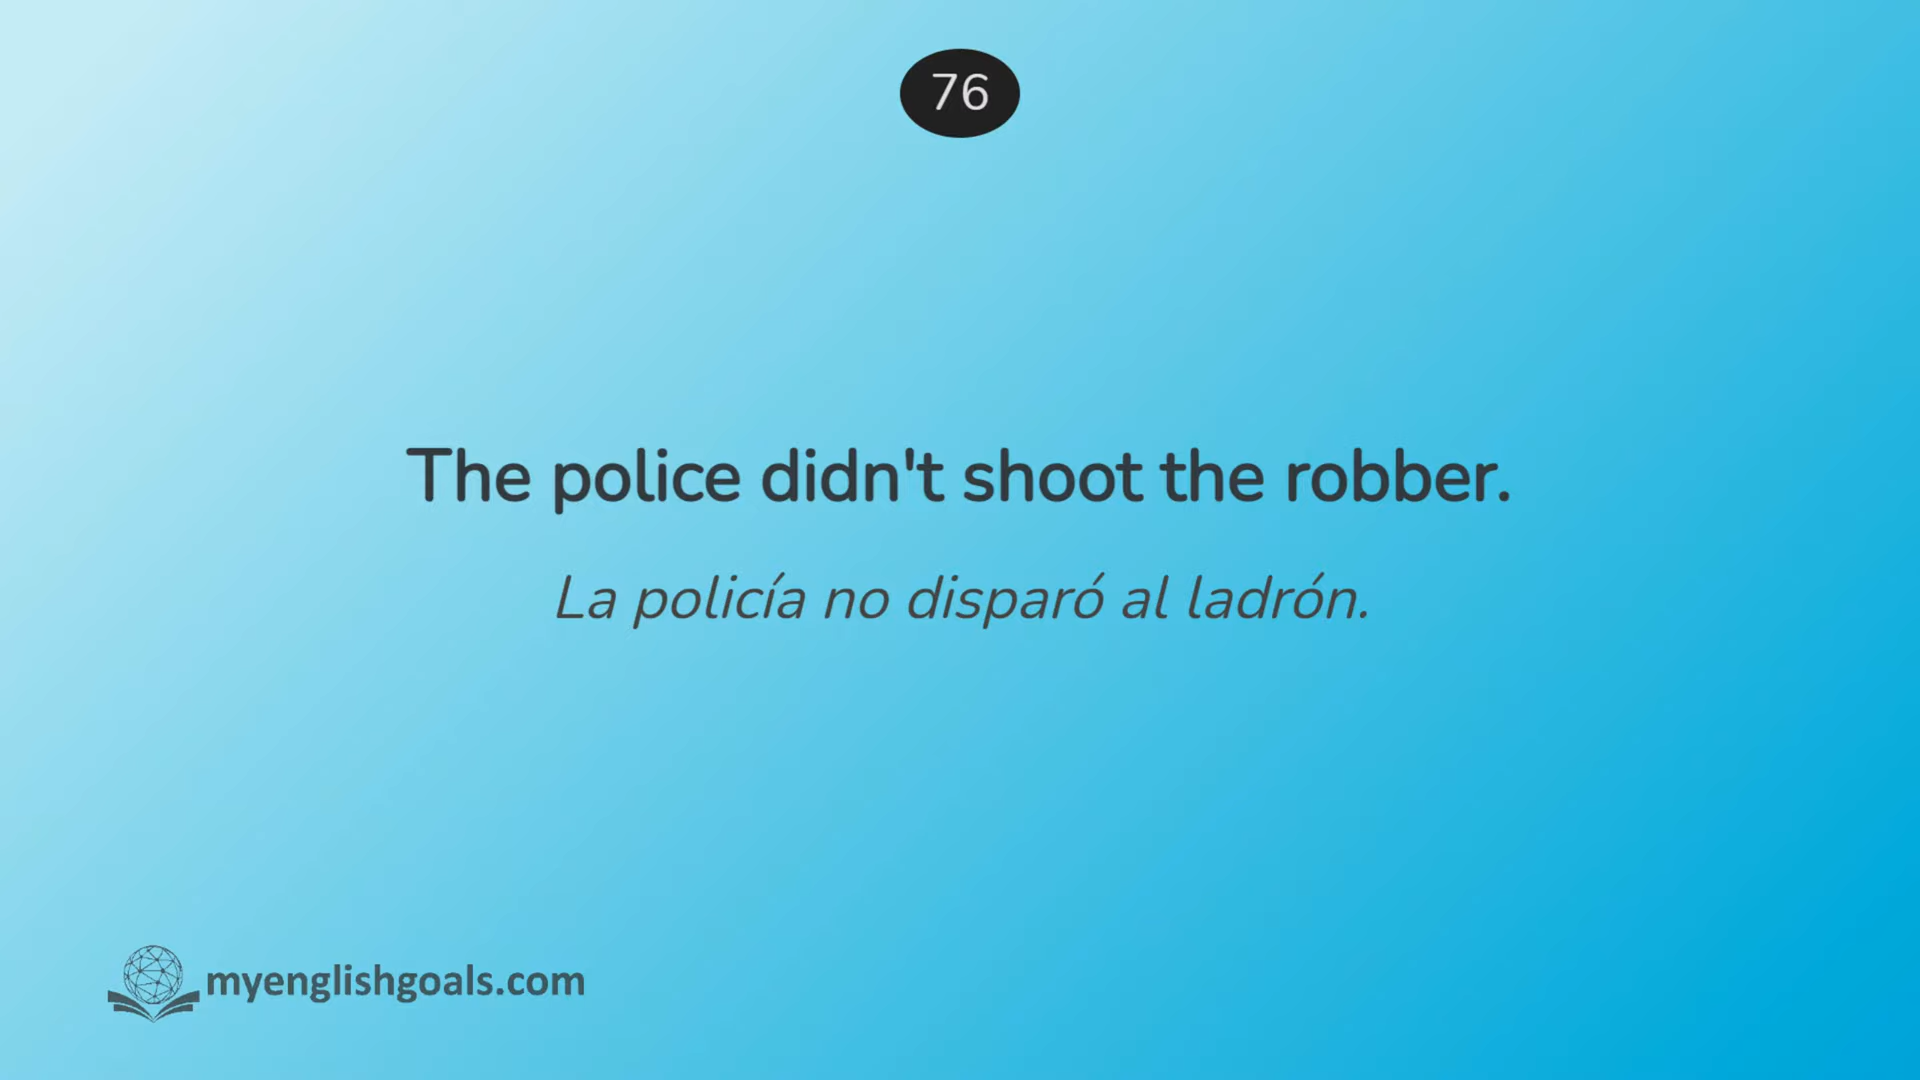 76
The police didn't shoot the robber.
La policía no disparó al ladrón.
myenglishgoals.com